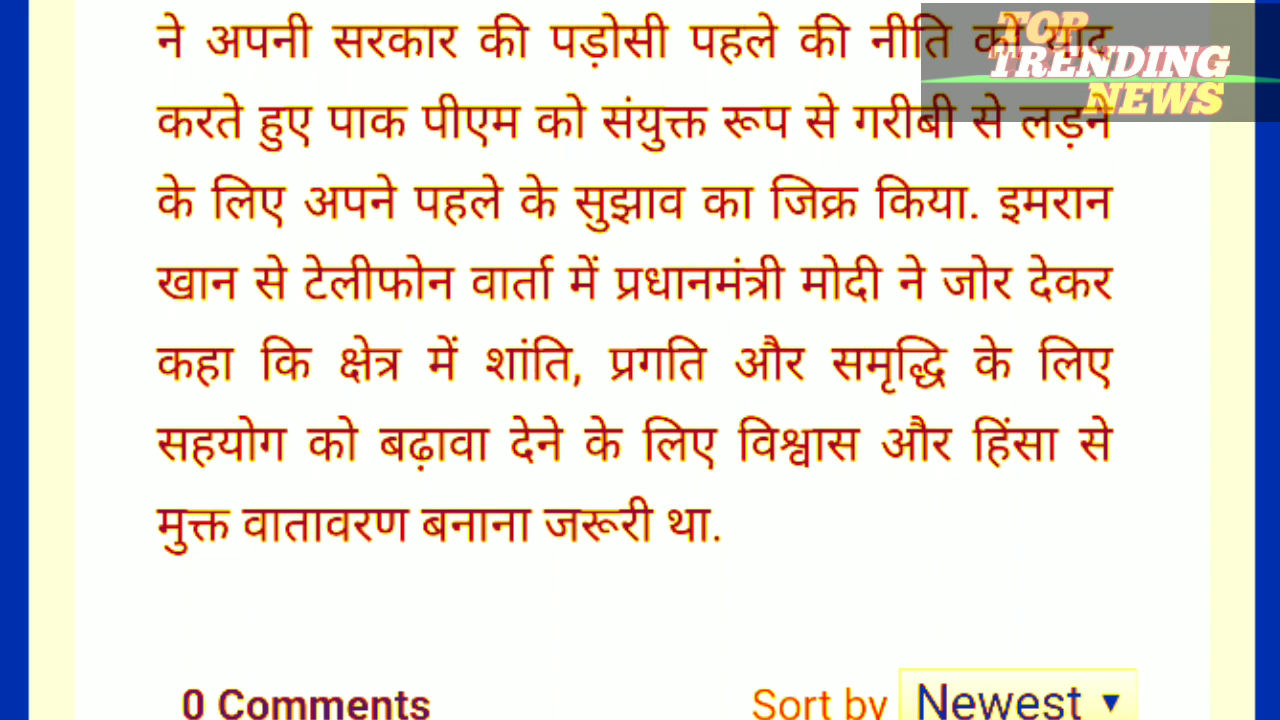 ने अपनी सरकार की पड़ोसी पहले की नीति को याद
करते हुए पाक पीएम को संयुक्त रूप से गरीबी से लड़ने
के लिए अपने पहले के सुझाव का जिक्र किया. इमरान
खान से टेलीफोन वार्ता में प्रधानमंत्री मोदी ने जोर देकर
कहा कि क्षेत्र में शांति, प्रगति और समृद्धि के लिए
सहयोग को बढ़ावा देने के लिए विश्वास और हिंसा से
मुक्त वातावरण बनाना जरूरी था.
0 Comments Sort by Newest
TOP
TRENDING
NEWS